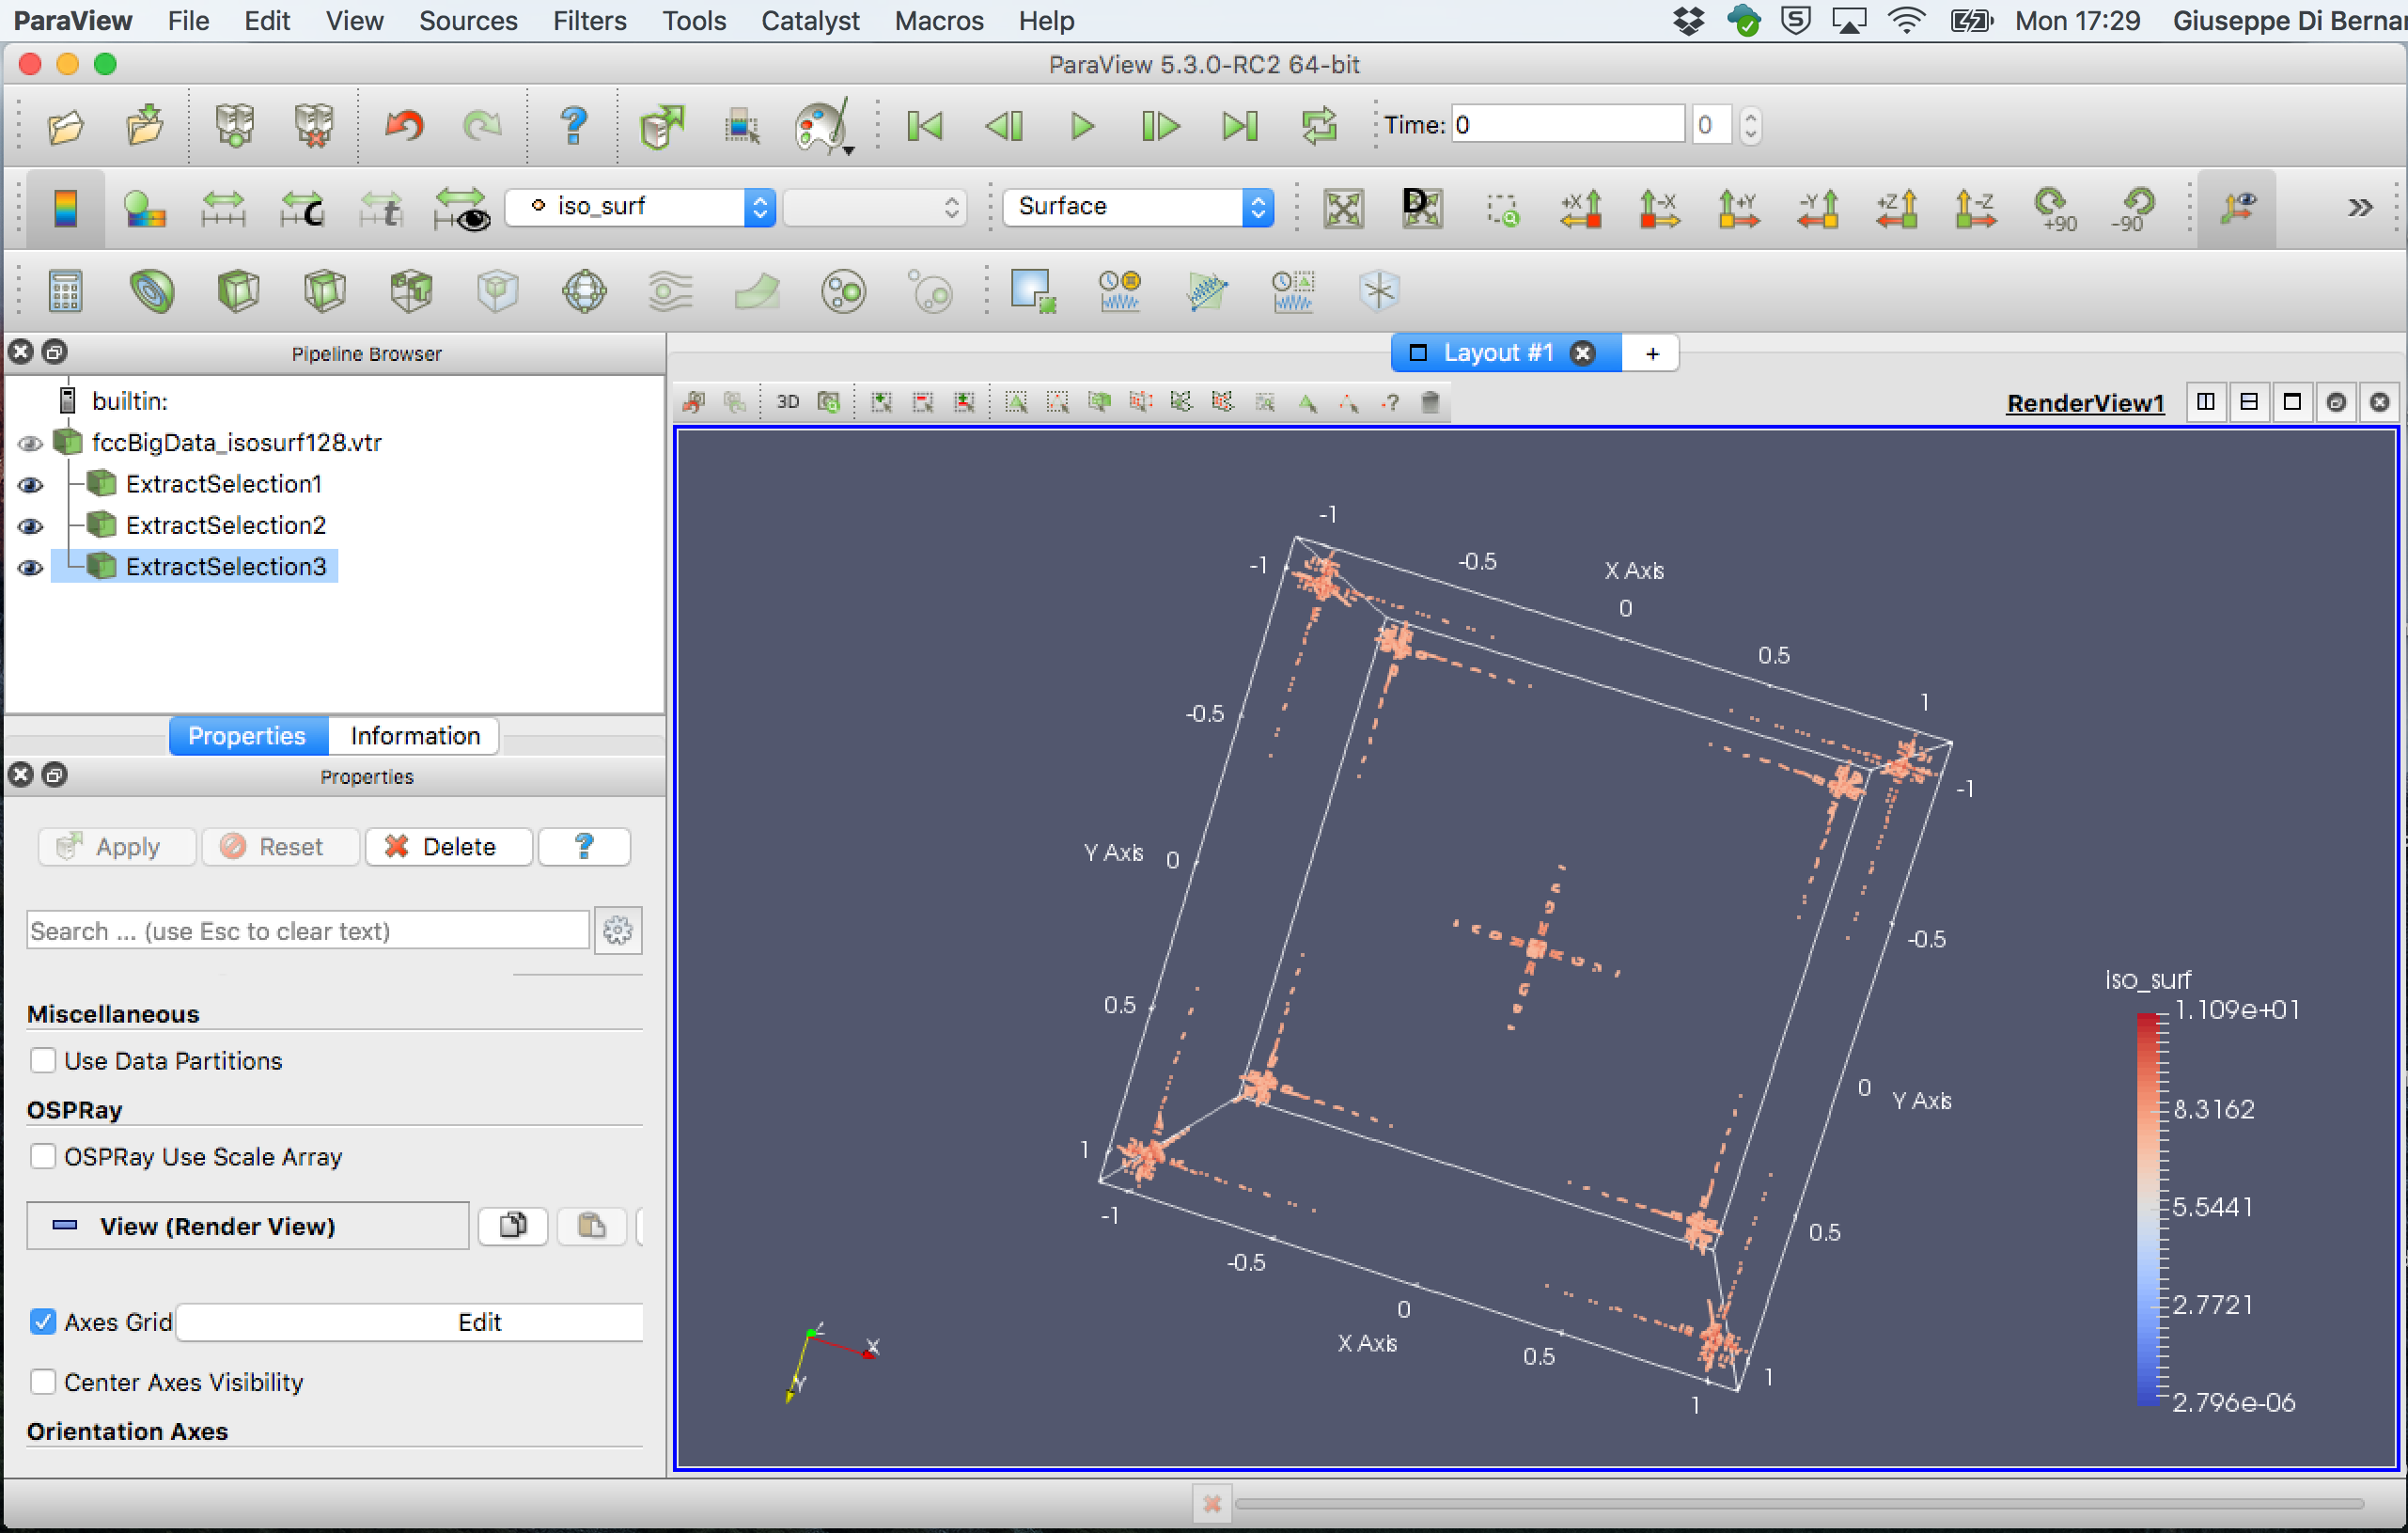 ParaView File Edit View Sources Filters Tools Catalyst Macros Help Mon 17:29 Giuseppe Di Bernar
ParaView 5.3.0-RC2 64-bit
Time: 0 0
iso_surf Surface +X -X +Y -Y +Z -Z +90 -90
Pipeline Browser
builtin:
fccBigData_isosurf128.vtr
ExtractSelection1
ExtractSelection2
ExtractSelection3
Properties Information
Properties
Apply Reset Delete ?
Search ... (use Esc to clear text)
Miscellaneous
Use Data Partitions
OSPRay
OSPRay Use Scale Array
View (Render View)
Axes Grid Edit
Center Axes Visibility
Orientation Axes
Layout #1 +
3D RenderView1
-1
-1 -0.5 X Axis
0
0.5
-0.5 1
-1
Y Axis 0
-0.5
0.5
0 Y Axis
1
-1 0.5
-0.5
0
X Axis 0.5 1
1
iso_surf
1.109e+01
8.3162
5.5441
2.7721
2.796e-06
X
Y